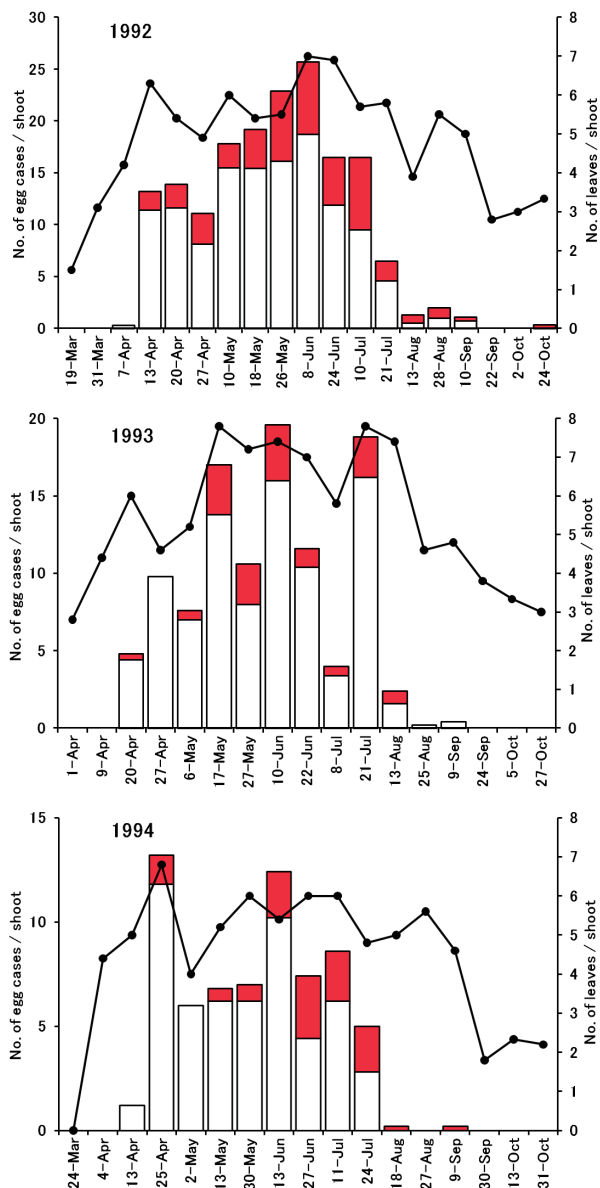 1992
No. of egg cases / shoot
No. of leaves / shoot
30
25
20
15
10
5
0
8
7
6
5
4
3
2
1
0
19-Mar
31-Mar
7-Apr
13-Apr
20-Apr
27-Apr
10-May
18-May
26-May
8-Jun
24-Jun
10-Jul
21-Jul
13-Aug
28-Aug
10-Sep
22-Sep
2-Oct
24-Oct
1993
No. of egg cases / shoot
No. of leaves / shoot
20
15
10
5
0
8
7
6
5
4
3
2
1
0
1-Apr
9-Apr
20-Apr
27-Apr
6-May
17-May
27-May
10-Jun
22-Jun
8-Jul
21-Jul
13-Aug
25-Aug
9-Sep
24-Sep
5-Oct
27-Oct
1994
No. of egg cases / shoot
No. of leaves / shoot
15
10
5
0
8
7
6
5
4
3
2
1
0
24-Mar
4-Apr
13-Apr
25-Apr
2-May
13-May
30-May
13-Jun
27-Jun
11-Jul
24-Jul
18-Aug
27-Aug
9-Sep
30-Sep
13-Oct
31-Oct